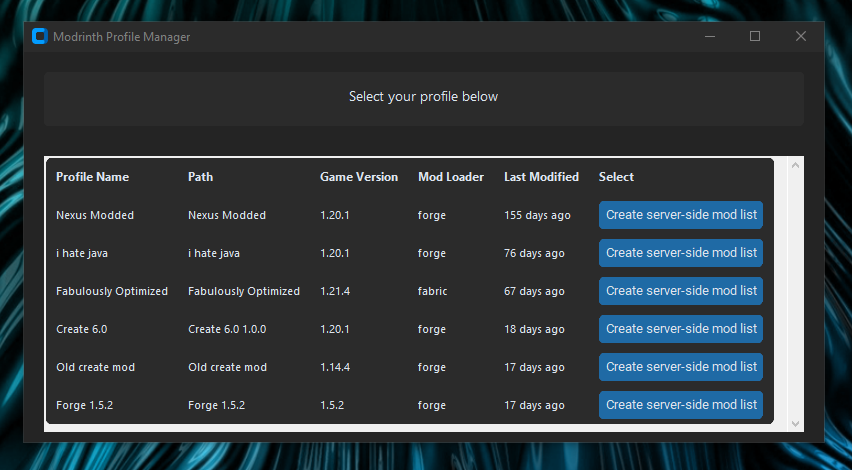 Modrinth Profile Manager
Select your profile below
Profile Name Path Game Version Mod Loader Last Modified Select
Nexus Modded Nexus Modded 1.20.1 forge 155 days ago Create server-side mod list
i hate java i hate java 1.20.1 forge 76 days ago Create server-side mod list
Fabulously Optimized Fabulously Optimized 1.21.4 fabric 67 days ago Create server-side mod list
Create 6.0 Create 6.0 1.0.0 1.20.1 forge 18 days ago Create server-side mod list
Old create mod Old create mod 1.14.4 forge 17 days ago Create server-side mod list
Forge 1.5.2 Forge 1.5.2 1.5.2 forge 17 days ago Create server-side mod list